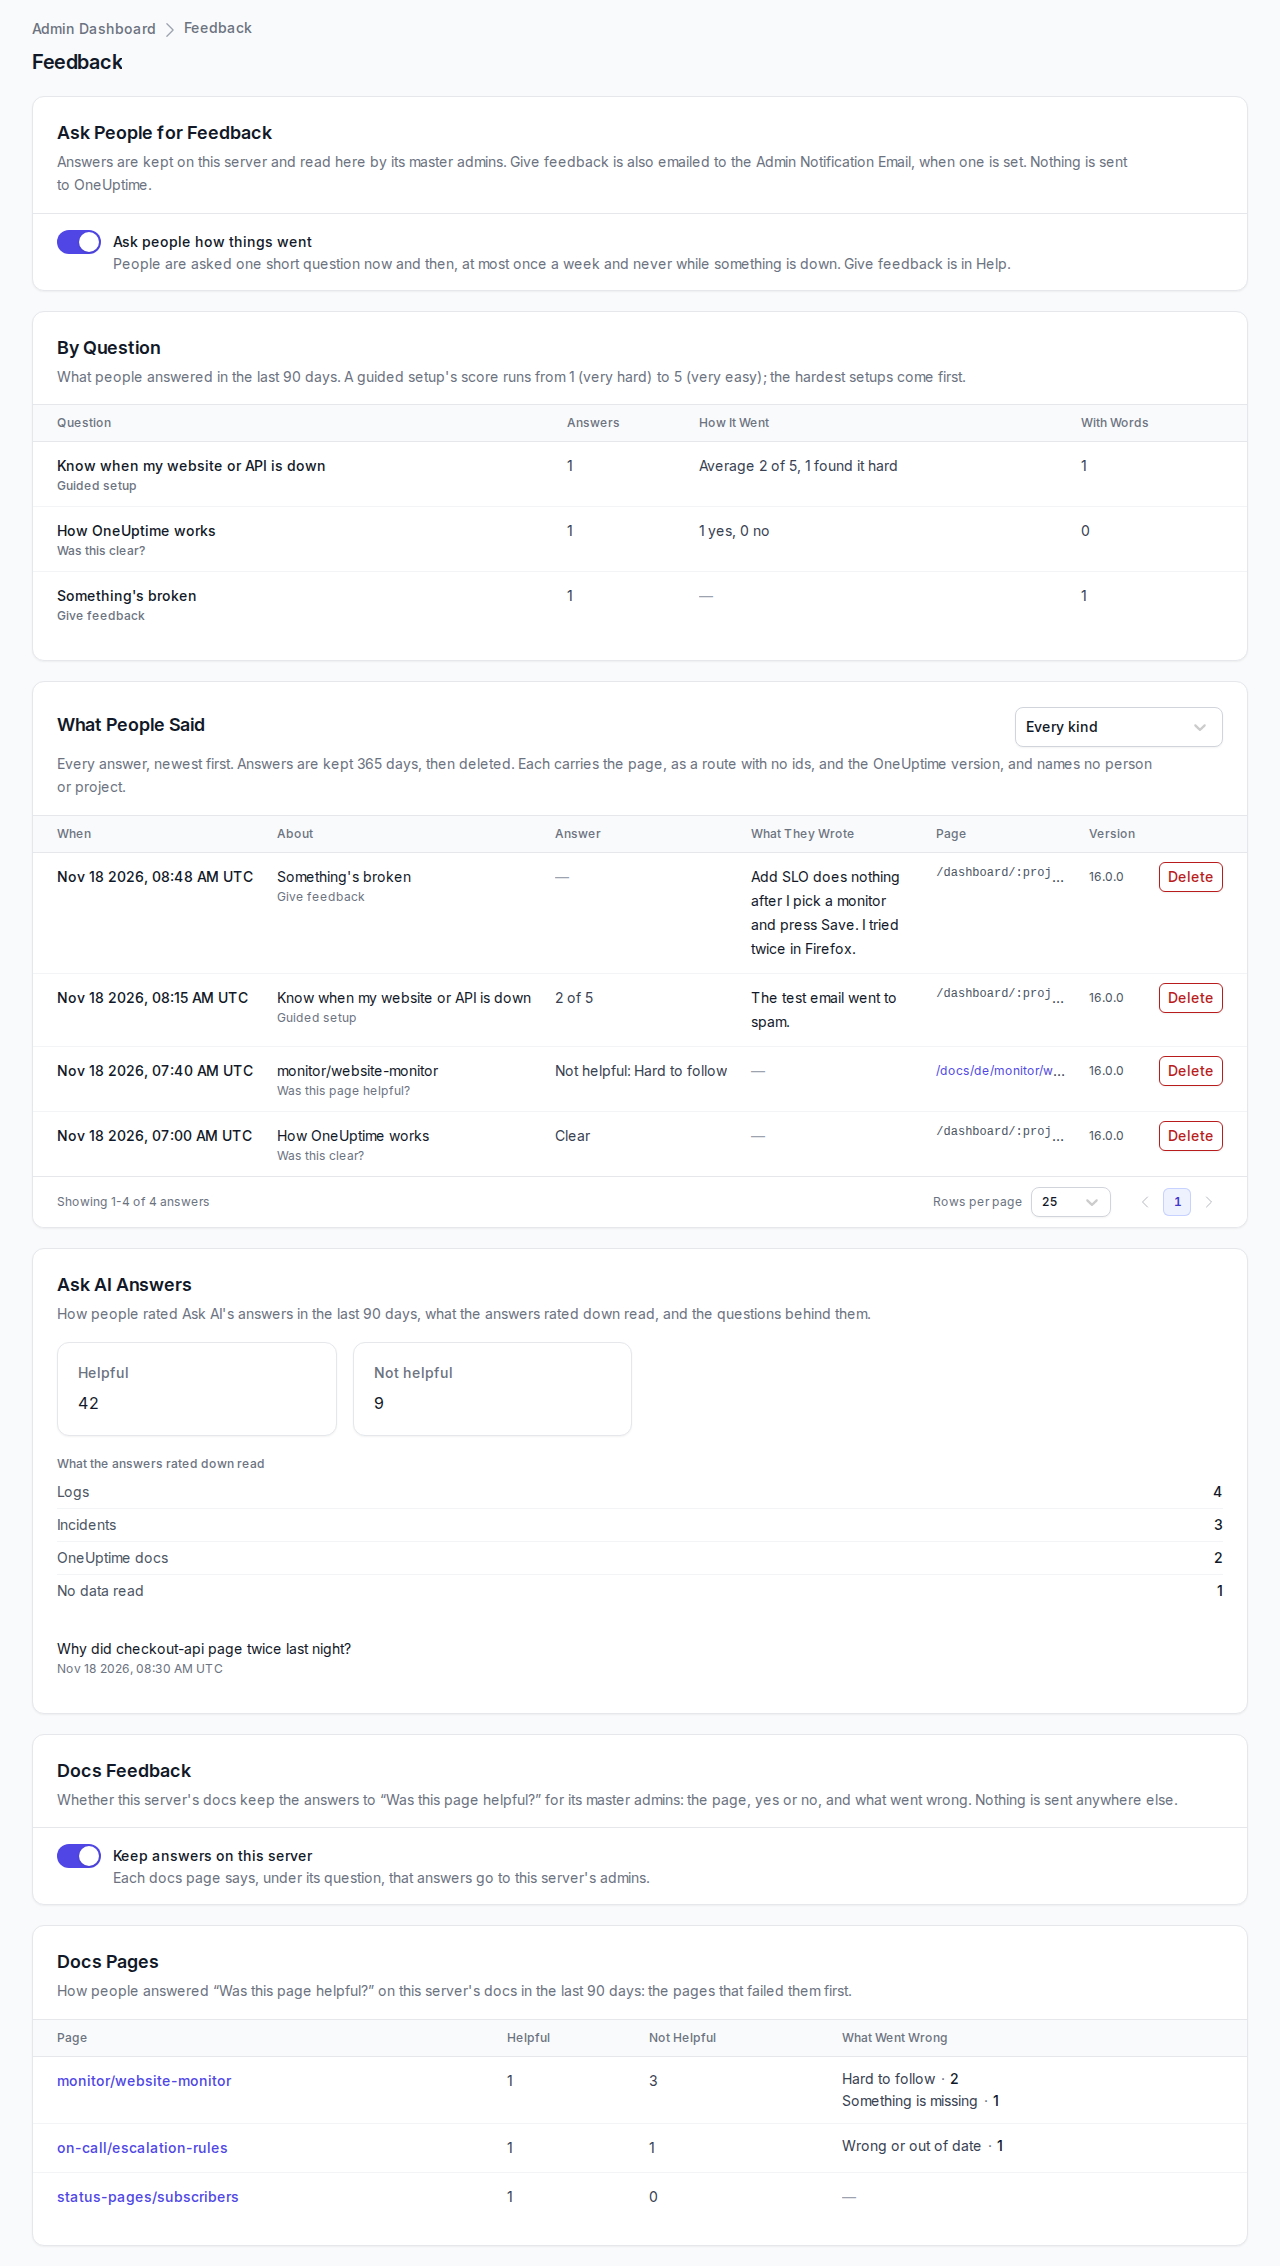 Admin Dashboard
Feedback
Feedback
Ask People for Feedback
Answers are kept on this server and read here by its master admins. Give feedback is also emailed to the Admin Notification Email, when one is set. Nothing is sent
to OneUptime.
Ask people how things went
People are asked one short question now and then, at most once a week and never while something is down. Give feedback is in Help.
By Question
What people answered in the last 90 days. A guided setup's score runs from 1 (very hard) to 5 (very easy); the hardest setups come first.
Question Answers How It Went With Words
Know when my website or API is down 1 Average 2 of 5, 1 found it hard 1
Guided setup
How OneUptime works 1 1 yes, 0 no 0
Was this clear?
Something's broken 1 — 1
Give feedback
What People Said
Every kind
Every answer, newest first. Answers are kept 365 days, then deleted. Each carries the page, as a route with no ids, and the OneUptime version, and names no person
or project.
When About Answer What They Wrote Page Version
Nov 18 2026, 08:48 AM UTC Something's broken — Add SLO does nothing /dashboard/:proj... 16.0.0 Delete
Give feedback after I pick a monitor
and press Save. I tried
twice in Firefox.
Nov 18 2026, 08:15 AM UTC Know when my website or API is down 2 of 5 The test email went to /dashboard/:proj... 16.0.0 Delete
Guided setup spam.
Nov 18 2026, 07:40 AM UTC monitor/website-monitor Not helpful: Hard to follow — /docs/de/monitor/w... 16.0.0 Delete
Was this page helpful?
Nov 18 2026, 07:00 AM UTC How OneUptime works Clear — /dashboard/:proj... 16.0.0 Delete
Was this clear?
Showing 1-4 of 4 answers Rows per page 25 1
Ask AI Answers
How people rated Ask AI's answers in the last 90 days, what the answers rated down read, and the questions behind them.
Helpful Not helpful
42 9
What the answers rated down read
Logs 4
Incidents 3
OneUptime docs 2
No data read 1
Why did checkout-api page twice last night?
Nov 18 2026, 08:30 AM UTC
Docs Feedback
Whether this server's docs keep the answers to “Was this page helpful?” for its master admins: the page, yes or no, and what went wrong. Nothing is sent anywhere else.
Keep answers on this server
Each docs page says, under its question, that answers go to this server's admins.
Docs Pages
How people answered “Was this page helpful?” on this server's docs in the last 90 days: the pages that failed them first.
Page Helpful Not Helpful What Went Wrong
monitor/website-monitor 1 3 Hard to follow · 2
Something is missing · 1
on-call/escalation-rules 1 1 Wrong or out of date · 1
status-pages/subscribers 1 0 —